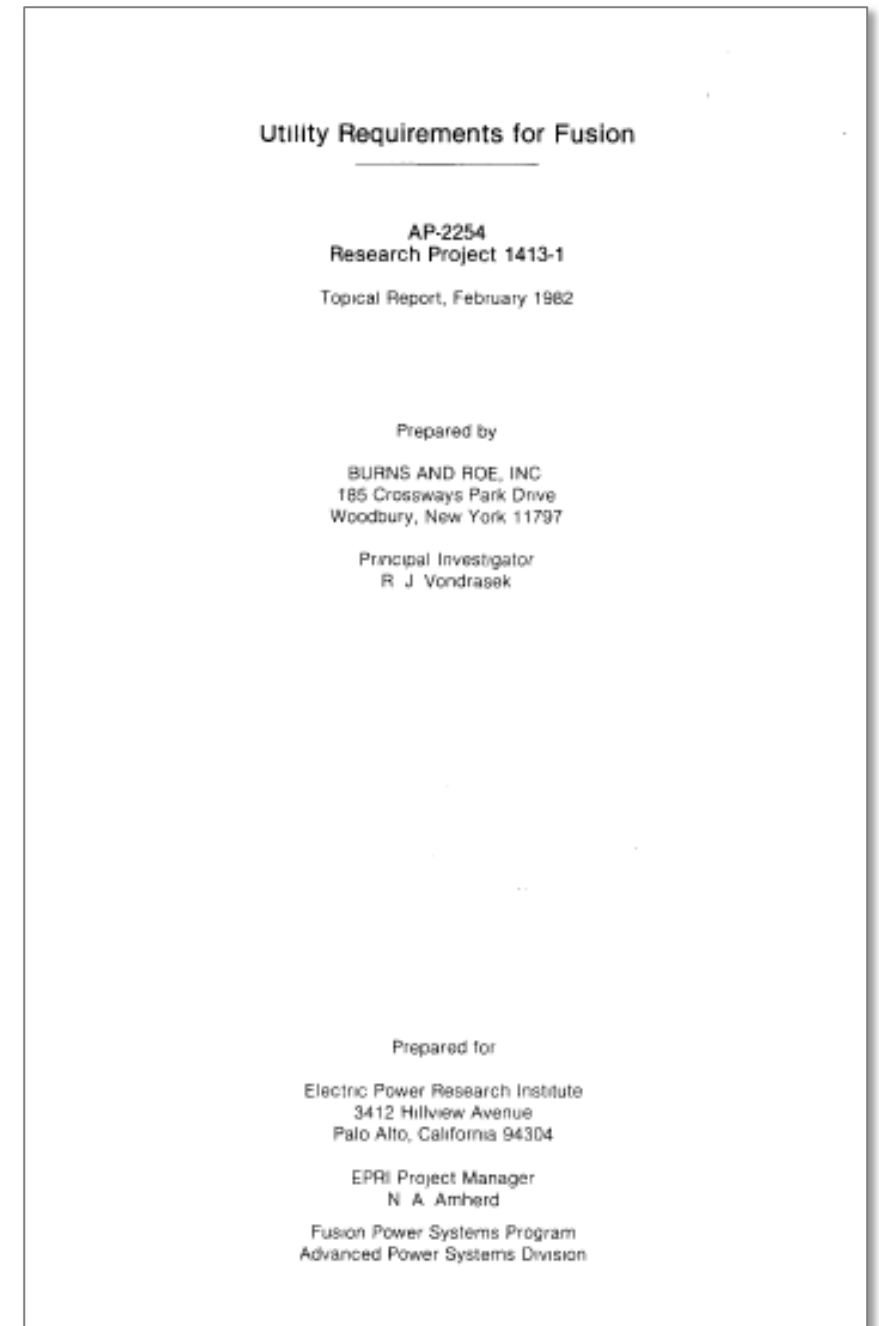 Utility Requirements for Fusion
AP-2254
Research Project 1413-1
Topical Report, February 1982
Prepared by
BURNS AND ROE, INC
185 Crossways Park Drive
Woodbury, New York 11797
Principal Investigator
R J Vondrasek
Prepared for
Electric Power Research Institute
3412 Hillview Avenue
Palo Alto, California 94304
EPRI Project Manager
N A Amherd
Fusion Power Systems Program
Advanced Power Systems Division